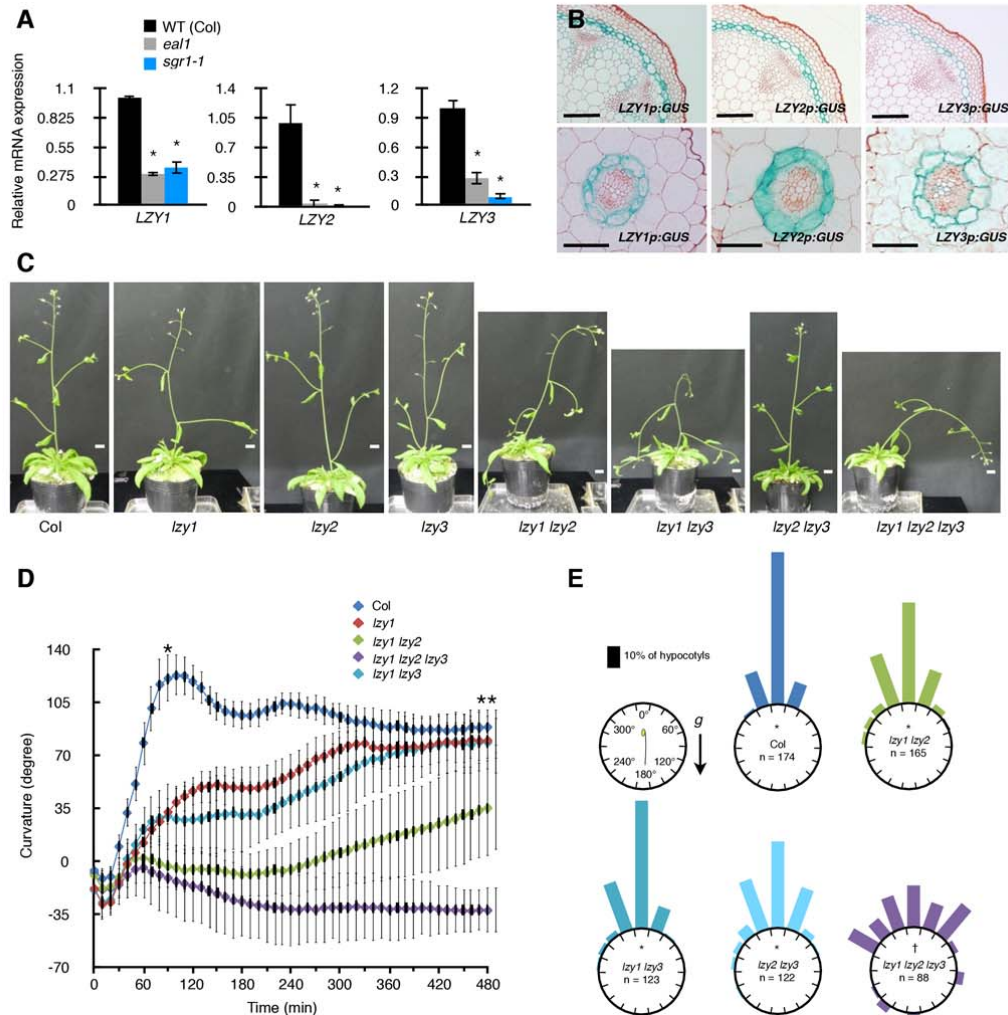 A
WT (Col)
eal1
sgr1-1
Relative mRNA expression
1.1
0.825
0.55
0.275
0
LZY1
1.4
1.05
0.7
0.35
0
LZY2
1.2
0.9
0.6
0.3
0
LZY3
* * * * * *
B
LZY1p:GUS LZY2p:GUS LZY3p:GUS
LZY1p:GUS LZY2p:GUS LZY3p:GUS
C
Col lzy1 lzy2 lzy3 lzy1 lzy2 lzy1 lzy3 lzy2 lzy3 lzy1 lzy2 lzy3
D
Col
lzy1
lzy1 lzy2
lzy1 lzy2 lzy3
lzy1 lzy3
*
**
Curvature (degree)
140
105
70
35
0
-35
-70
0 60 120 180 240 300 360 420 480
Time (min)
E
10% of hypocotyls
0°
300° 60°
240° 120°
180°
g
*
Col
n = 174
*
lzy1 lzy2
n = 165
*
lzy1 lzy3
n = 123
*
lzy2 lzy3
n = 122
†
lzy1 lzy2 lzy3
n = 88